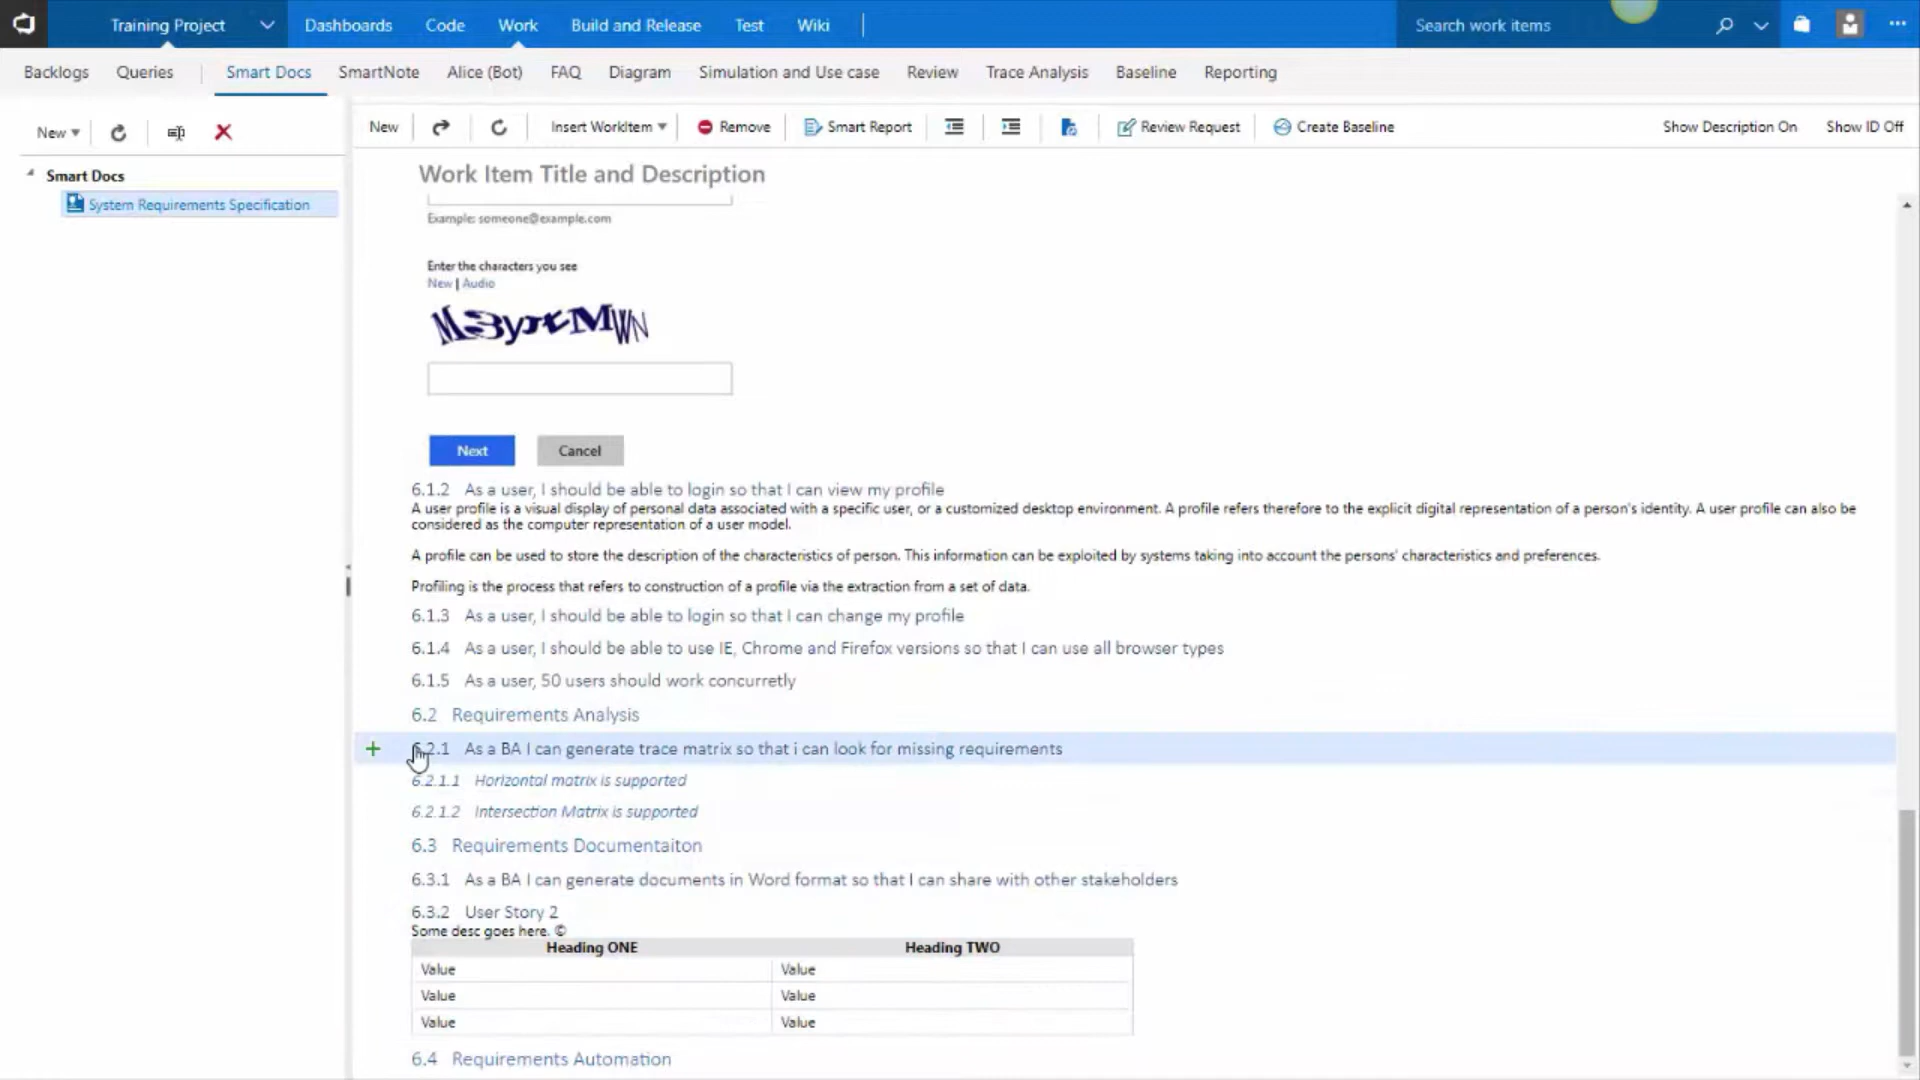 Training Project
Dashboards
Code
Work
Build and Release
Test
Wiki
Search work items
Backlogs
Queries
Smart Docs
SmartNote
Alice (Bot)
FAQ
Diagram
Simulation and Use case
Review
Trace Analysis
Baseline
Reporting
New
New
Insert WorkItem
Remove
Smart Report
Review Request
Create Baseline
Show Description On
Show ID Off
Smart Docs
System Requirements Specification
Work Item Title and Description
Example: someone@example.com
Enter the characters you see
New | Audio
Next
Cancel
6.1.2 As a user, I should be able to login so that I can view my profile
A user profile is a visual display of personal data associated with a specific user, or a customized desktop environment. A profile refers therefore to the explicit digital representation of a person's identity. A user profile can also be
considered as the computer representation of a user model.
A profile can be used to store the description of the characteristics of person. This information can be exploited by systems taking into account the persons' characteristics and preferences.
Profiling is the process that refers to construction of a profile via the extraction from a set of data.
6.1.3 As a user, I should be able to login so that I can change my profile
6.1.4 As a user, I should be able to use IE, Chrome and Firefox versions so that I can use all browser types
6.1.5 As a user, 50 users should work concurretly
6.2 Requirements Analysis
6.2.1 As a BA I can generate trace matrix so that i can look for missing requirements
6.2.1.1 Horizontal matrix is supported
6.2.1.2 Intersection Matrix is supported
6.3 Requirements Documentaiton
6.3.1 As a BA I can generate documents in Word format so that I can share with other stakeholders
6.3.2 User Story 2
Some desc goes here. ©
Heading ONE
Heading TWO
Value
Value
Value
Value
Value
Value
6.4 Requirements Automation